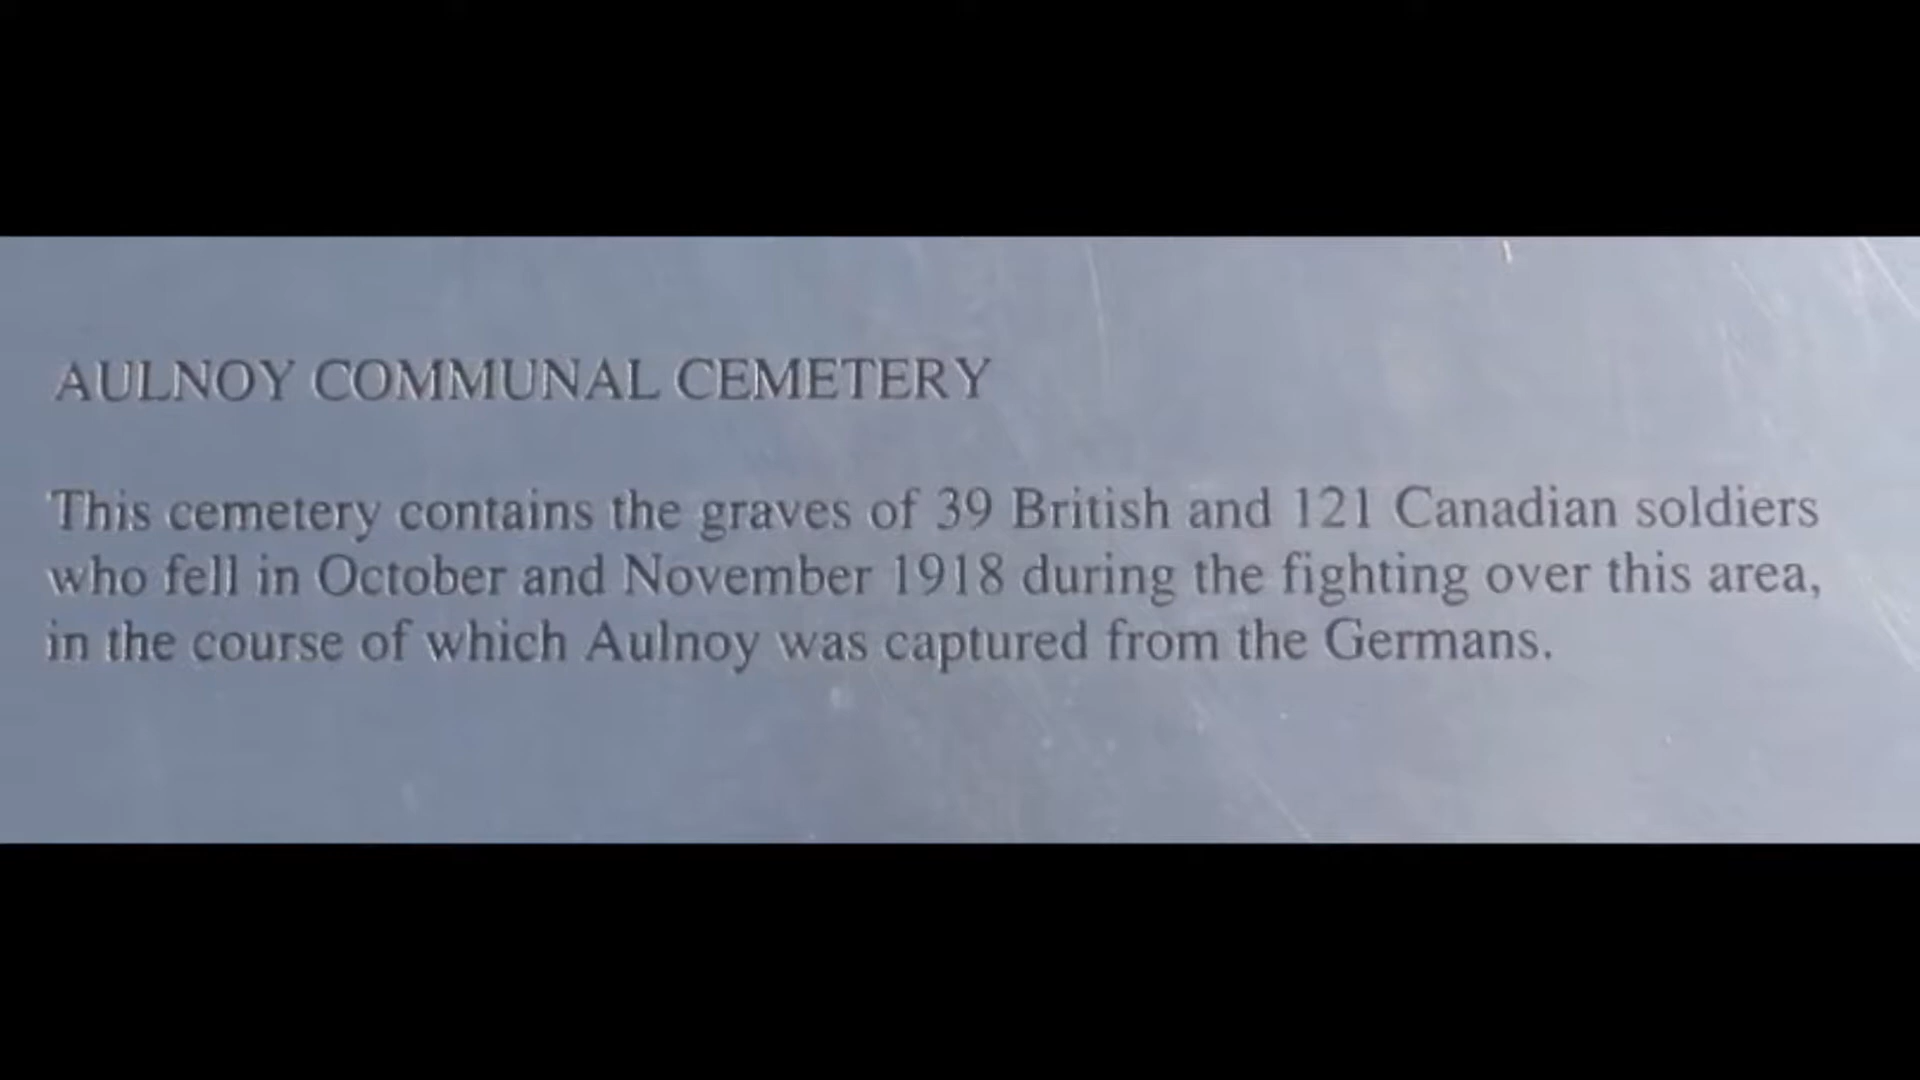 AULNOY COMMUNAL CEMETERY
This cemetery contains the graves of 39 British and 121 Canadian soldiers
who fell in October and November 1918 during the fighting over this area,
in the course of which Aulnoy was captured from the Germans.